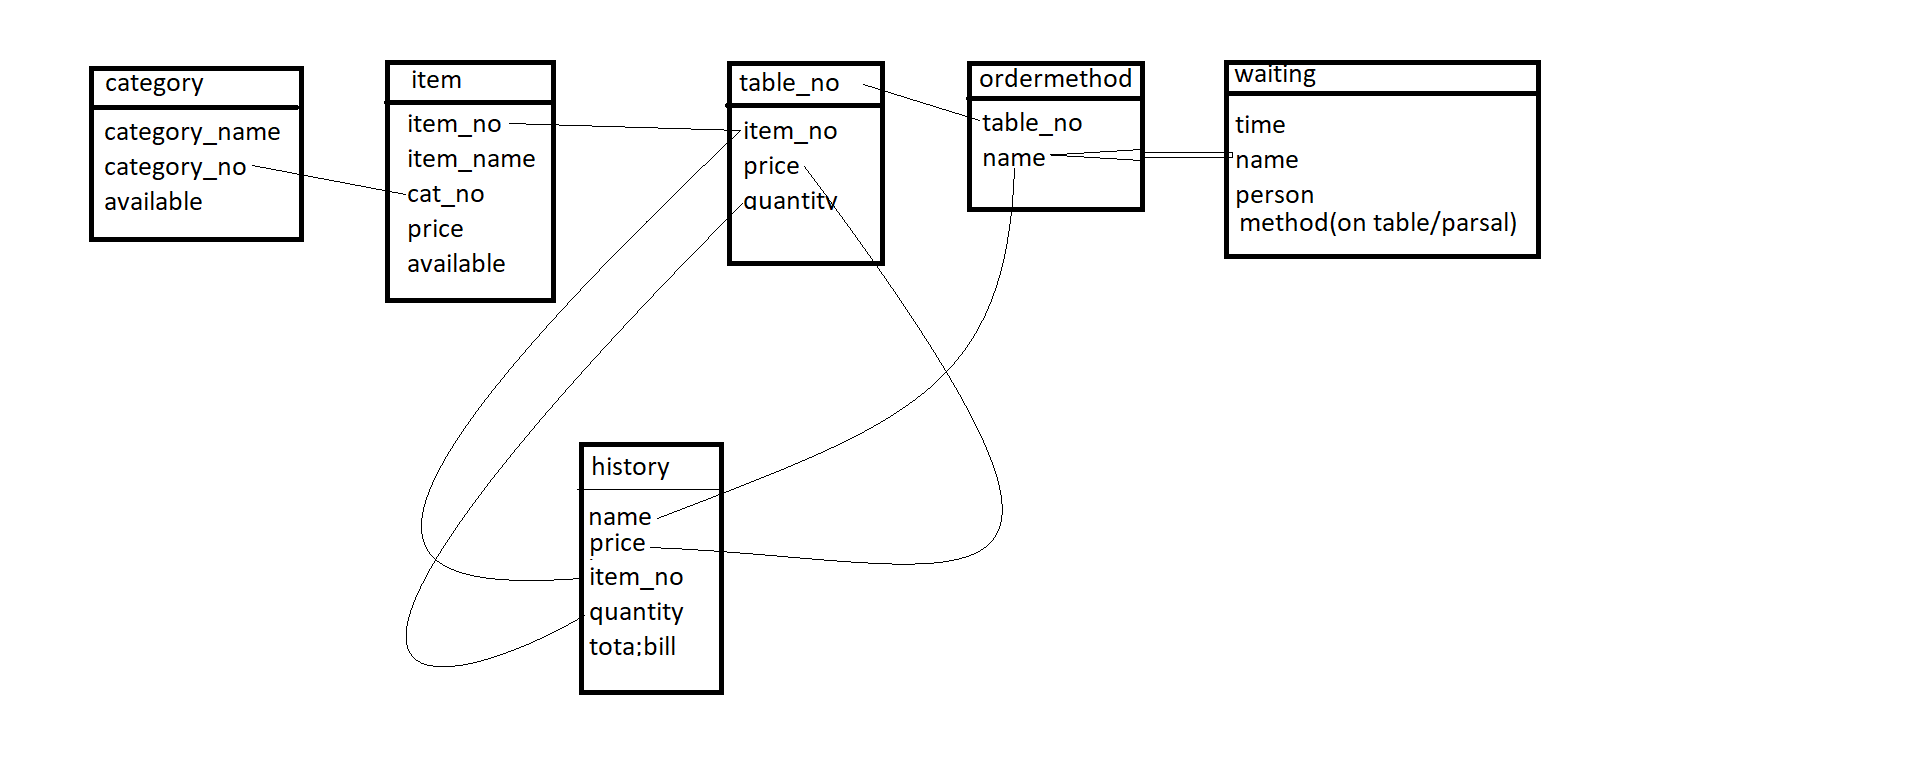 category
category_name
category_no
available
item
item_no
item_name
cat_no
price
available
table_no
item_no
price
quantity
ordermethod
table_no
name
waiting
time
name
person
method(on table/parsal)
history
name
price
item_no
quantity
tota;bill